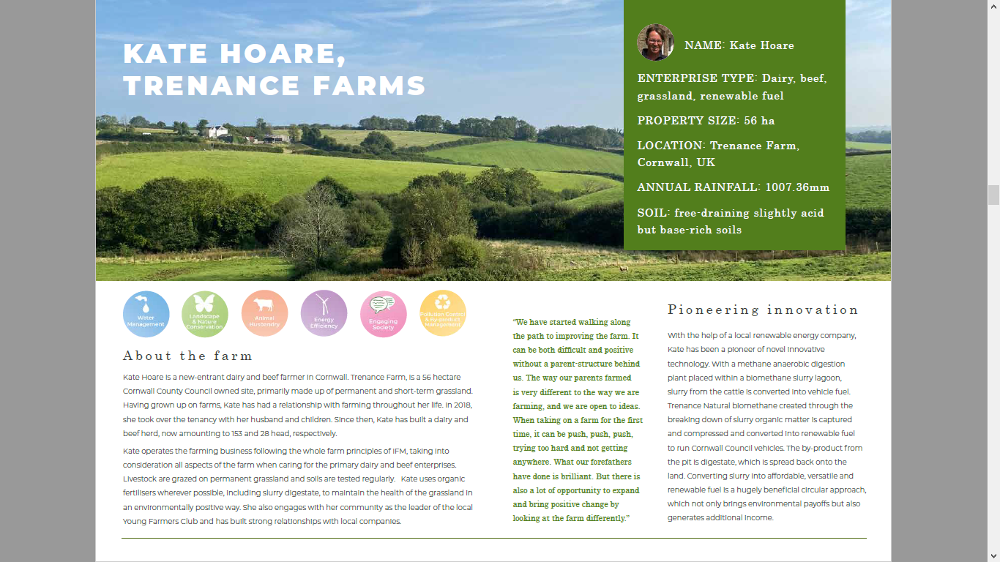 KATE HOARE,
TRENANCE FARMS
NAME: Kate Hoare
ENTERPRISE TYPE: Dairy, beef,
grassland, renewable fuel
PROPERTY SIZE: 56 ha
LOCATION: Trenance Farm,
Cornwall, UK
ANNUAL RAINFALL: 1007.36mm
SOIL: free-draining slightly acid
but base-rich soils
Water
Management
Landscape
& Nature
Conservation
Animal
Husbandry
Energy
Efficiency
Engaging
Society
Pollution Control
& By-product
Management
About the farm
Kate Hoare is a new-entrant dairy and beef farmer in Cornwall. Trenance Farm, is a 56 hectare
Cornwall County Council owned site, primarily made up of permanent and short-term grassland.
Having grown up on farms, Kate has had a relationship with farming throughout her life. In 2018,
she took over the tenancy with her husband and children. Since then, Kate has built a dairy and
beef herd, now amounting to 153 and 28 head, respectively.
Kate operates the farming business following the whole farm principles of IFM, taking into
consideration all aspects of the farm when caring for the primary dairy and beef enterprises.
Livestock are grazed on permanent grassland and soils are tested regularly. Kate uses organic
fertilisers wherever possible, including slurry digestate, to maintain the health of the grassland in
an environmentally positive way. She also engages with her community as the leader of the local
Young Farmers Club and has built strong relationships with local companies.
“We have started walking along
the path to improving the farm. It
can be both difficult and positive
without a parent-structure behind
us. The way our parents farmed
is very different to the way we are
farming, and we are open to ideas.
When taking on a farm for the first
time, it can be push, push, push,
trying too hard and not getting
anywhere. What our forefathers
have done is brilliant. But there is
also a lot of opportunity to expand
and bring positive change by
looking at the farm differently.”
Pioneering innovation
With the help of a local renewable energy company,
Kate has been a pioneer of novel innovative
technology. With a methane anaerobic digestion
plant placed within a biomethane slurry lagoon,
slurry from the cattle is converted into vehicle fuel.
Trenance Natural biomethane created through the
breaking down of slurry organic matter is captured
and compressed and converted into renewable fuel
to run Cornwall Council vehicles. The by-product from
the pit is digestate, which is spread back onto the
land. Converting slurry into affordable, versatile and
renewable fuel is a hugely beneficial circular approach,
which not only brings environmental payoffs but also
generates additional income.